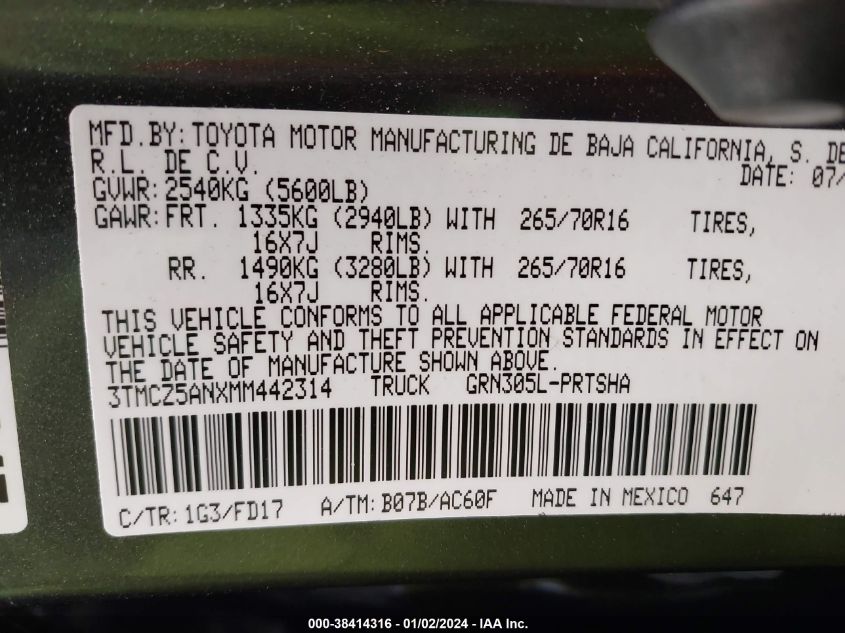 MFD.BY: TOYOTA MOTOR MANUFACTURING DE BAJA CALIFORNIA, S. DE
R.L. DE C.V.
DATE: 07/
GVWR: 2540KG (5600LB)
GAWR: FRT. 1335KG (2940LB) WITH 265/70R16 TIRES,
16X7J RIMS.
RR. 1490KG (3280LB) WITH 265/70R16 TIRES,
16X7J RIMS.
THIS VEHICLE CONFORMS TO ALL APPLICABLE FEDERAL MOTOR
VEHICLE SAFETY AND THEFT PREVENTION STANDARDS IN EFFECT ON
THE DATE OF MANUFACTURE SHOWN ABOVE.
3TMCZ5ANXMM442314 TRUCK GRN305L-PRTSHA
C/TR: 1G3/FD17 A/TM: B07B/AC60F MADE IN MEXICO 647
000-38414316 - 01/02/2024 - IAA Inc.